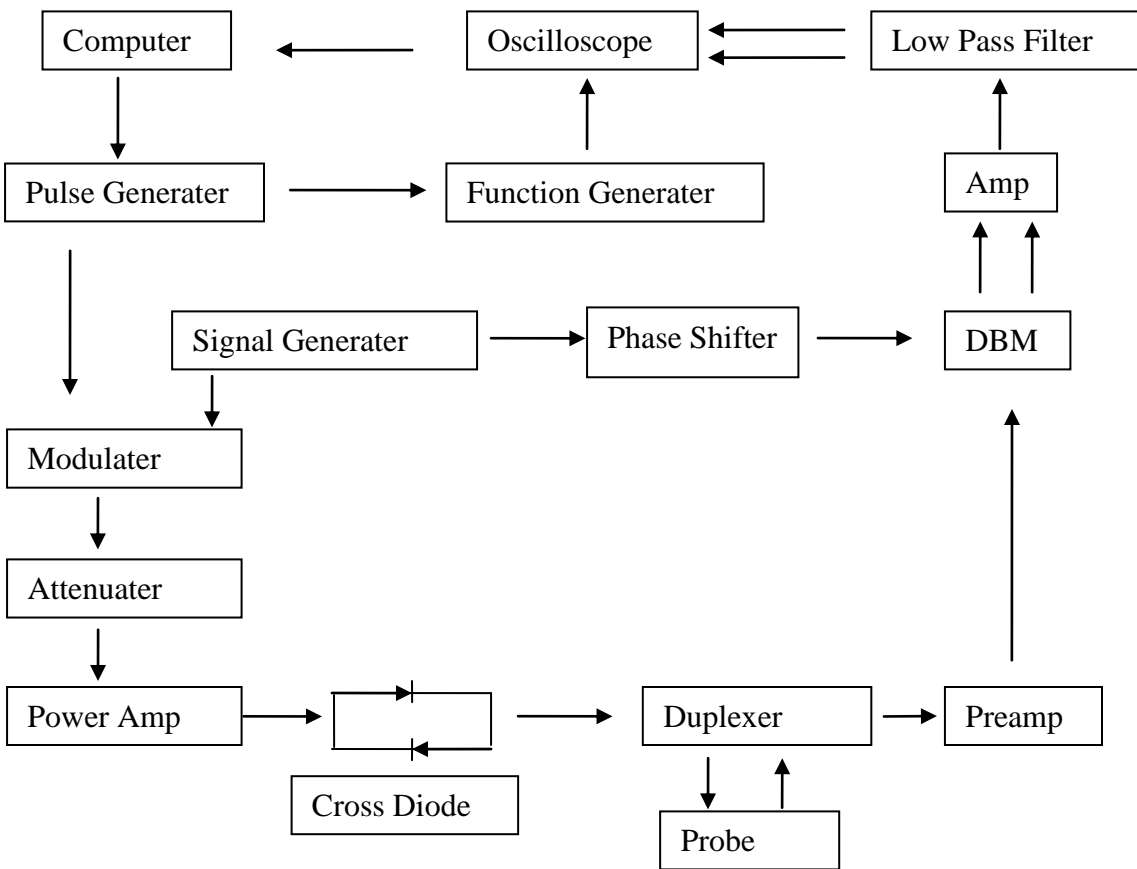 Computer
Oscilloscope
Low Pass Filter
Pulse Generater
Function Generater
Amp
Signal Generater
Phase Shifter
DBM
Modulater
Attenuater
Power Amp
Duplexer
Preamp
Cross Diode
Probe